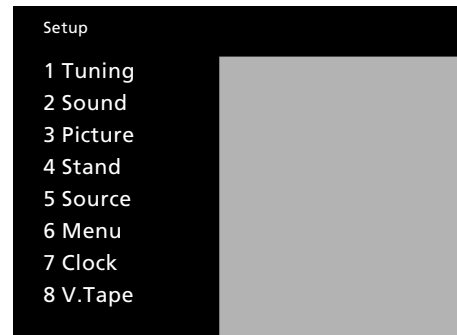 Setup
1 Tuning
2 Sound
3 Picture
4 Stand
5 Source
6 Menu
7 Clock
8 V.Tape